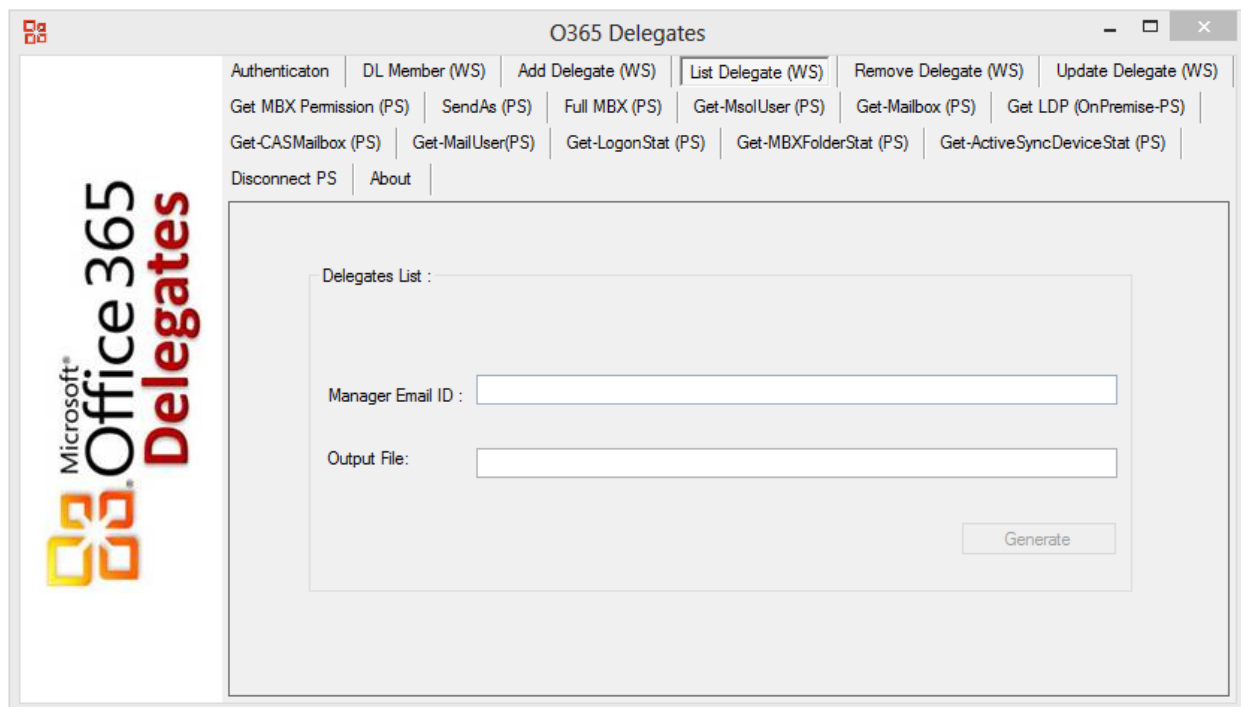 O365 Delegates
Authenticaton DL Member (WS) Add Delegate (WS) List Delegate (WS) Remove Delegate (WS) Update Delegate (WS)
Get MBX Permission (PS) SendAs (PS) Full MBX (PS) Get-MsolUser (PS) Get-Mailbox (PS) Get LDP (OnPremise-PS)
Get-CASMailbox (PS) Get-MailUser(PS) Get-LogonStat (PS) Get-MBXFolderStat (PS) Get-ActiveSyncDeviceStat (PS)
Disconnect PS About
Microsoft®
Office 365
Delegates
Delegates List :
Manager Email ID :
Output File:
Generate